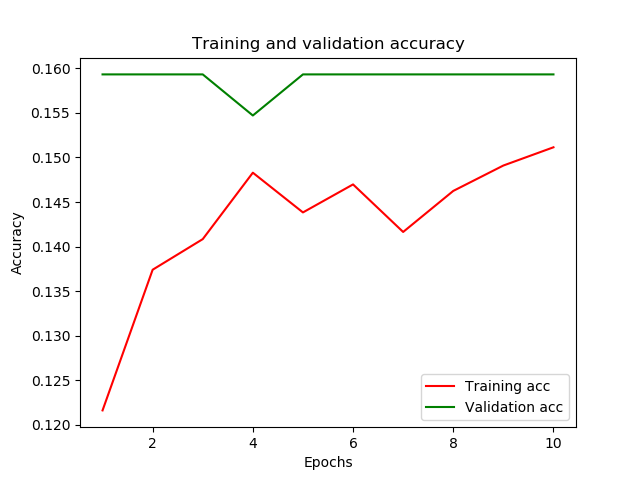 Training and validation accuracy
0.160
0.155
0.150
0.145
0.140
0.135
0.130
0.125
0.120
Accuracy
Training acc
Validation acc
2 4 6 8 10
Epochs